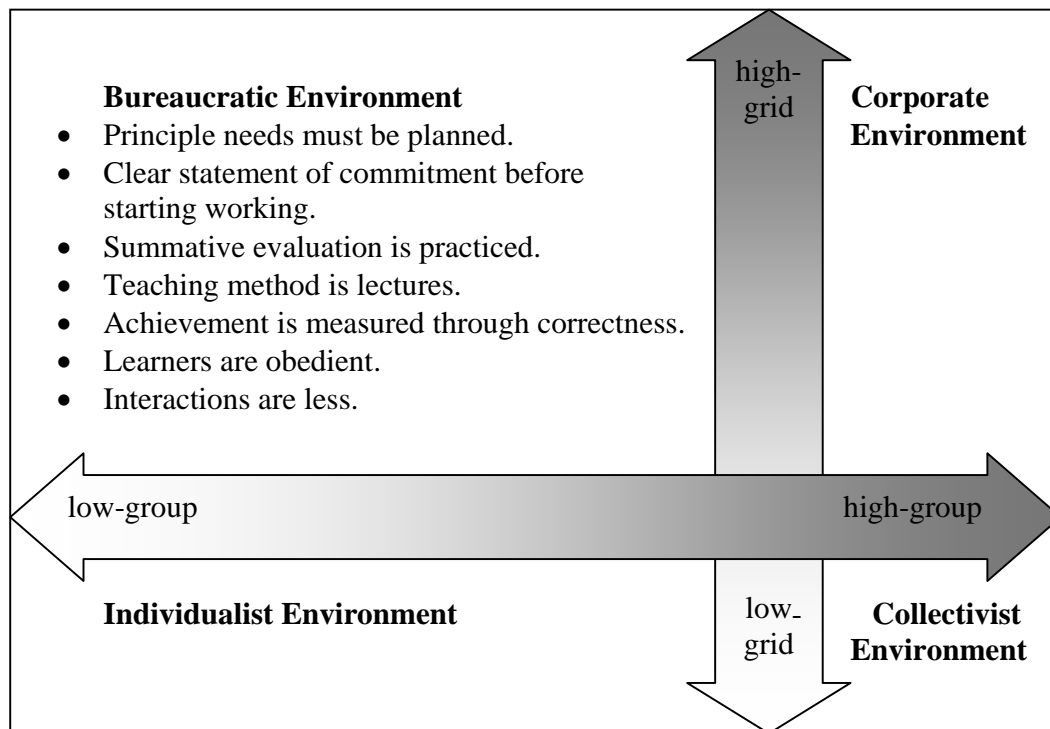 high-
grid
Bureaucratic Environment
• Principle needs must be planned.
• Clear statement of commitment before
starting working.
• Summative evaluation is practiced.
• Teaching method is lectures.
• Achievement is measured through correctness.
• Learners are obedient.
• Interactions are less.
Corporate
Environment
low-group
high-group
Individualist Environment
low-
grid
Collectivist
Environment